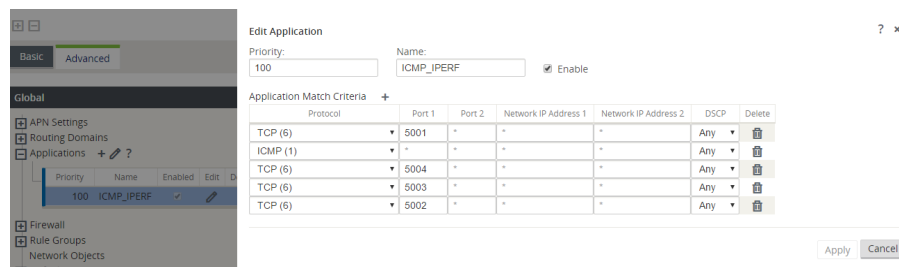 Edit Application
? ×
Priority:
Name:
100
ICMP_IPERF
Enable
Basic
Advanced
Application Match Criteria +
Global
Protocol
Port 1
Port 2
Network IP Address 1
Network IP Address 2
DSCP
Delete
APN Settings
Routing Domains
Applications + ?
TCP (6) 5001 * * * Any
ICMP (1) * * * * Any
TCP (6) 5004 * * * Any
TCP (6) 5003 * * * Any
TCP (6) 5002 * * * Any
Priority Name Enabled Edit De
100 ICMP_IPERF
Firewall
Rule Groups
Network Objects
Apply
Cancel